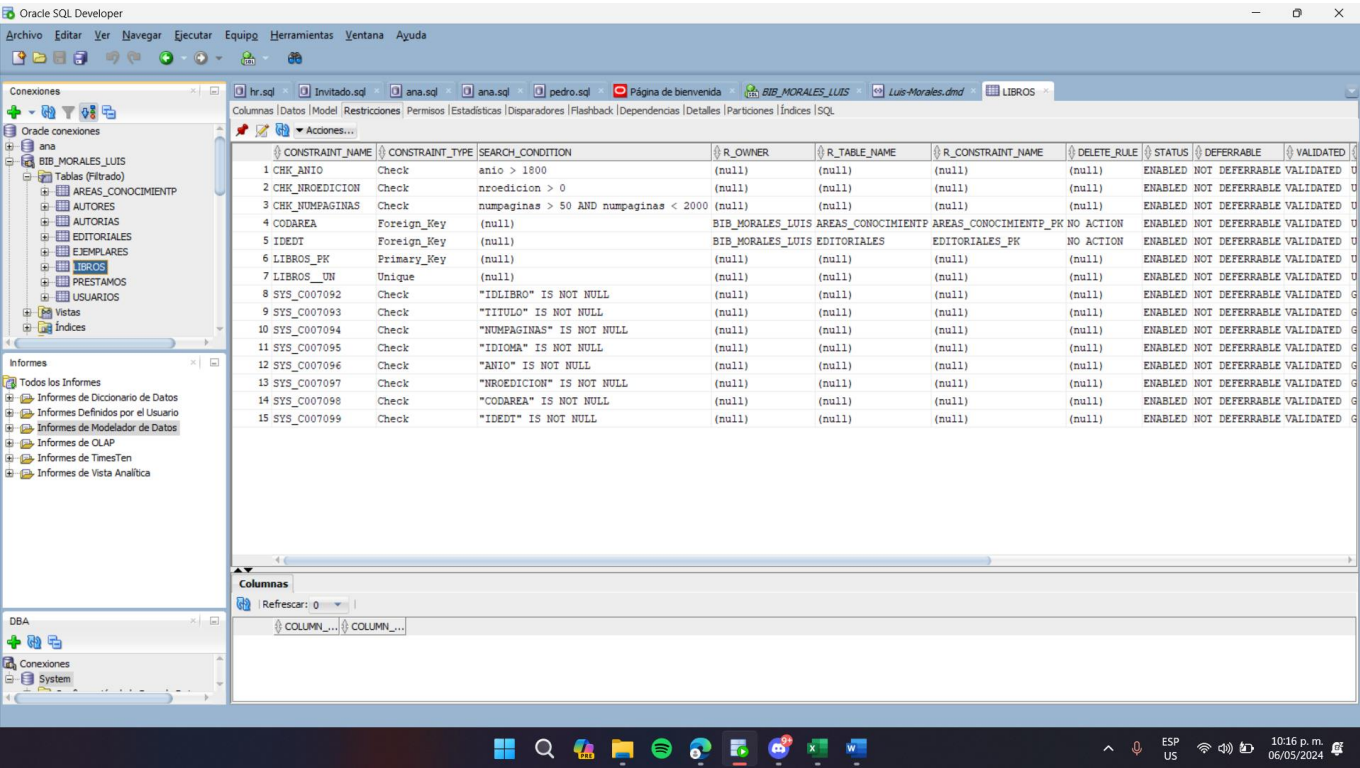 Oracle SQL Developer
Archivo Editar Ver Navegar Ejecutar Equipo Herramientas Ventana Ayuda
Conexiones
Oracle conexiones
ana
BIB_MORALES_LUIS
Tablas (Filtrado)
AREAS_CONOCIMIENTP
AUTORES
AUTORIAS
EDITORIALES
EJEMPLARES
LIBROS
PRESTAMOS
USUARIOS
Vistas
Índices
Informes
Todos los Informes
Informes de Diccionario de Datos
Informes Definidos por el Usuario
Informes de Modelador de Datos
Informes de OLAP
Informes de TimesTen
Informes de Vista Analítica
DBA
Conexiones
System
hr.sql Invitado.sql ana.sql ana.sql pedro.sql Página de bienvenida BIB_MORALES_LUIS Luis-Morales.dmd LIBROS
Columnas |Datos |Model |Restricciones |Permisos |Estadísticas |Disparadores |Flashback |Dependencias |Detalles |Particiones |Índices |SQL
Acciones...
CONSTRAINT_NAME CONSTRAINT_TYPE SEARCH_CONDITION R_OWNER R_TABLE_NAME R_CONSTRAINT_NAME DELETE_RULE STATUS DEFERRABLE VALIDATED
1 CHK_ANIO Check anio > 1800 (null) (null) (null) (null) ENABLED NOT DEFERRABLE VALIDATED U
2 CHK_NROEDICION Check nroedicion > 0 (null) (null) (null) (null) ENABLED NOT DEFERRABLE VALIDATED U
3 CHK_NUMPAGINAS Check numpaginas > 50 AND numpaginas < 2000 (null) (null) (null) (null) ENABLED NOT DEFERRABLE VALIDATED U
4 CODAREA Foreign_Key (null) BIB_MORALES_LUIS AREAS_CONOCIMIENTP AREAS_CONOCIMIENTP_PK NO ACTION ENABLED NOT DEFERRABLE VALIDATED U
5 IDEDT Foreign_Key (null) BIB_MORALES_LUIS EDITORIALES EDITORIALES_PK NO ACTION ENABLED NOT DEFERRABLE VALIDATED U
6 LIBROS_PK Primary_Key (null) (null) (null) (null) (null) ENABLED NOT DEFERRABLE VALIDATED U
7 LIBROS__UN Unique (null) (null) (null) (null) (null) ENABLED NOT DEFERRABLE VALIDATED U
8 SYS_C007092 Check "IDLIBRO" IS NOT NULL (null) (null) (null) (null) ENABLED NOT DEFERRABLE VALIDATED G
9 SYS_C007093 Check "TITULO" IS NOT NULL (null) (null) (null) (null) ENABLED NOT DEFERRABLE VALIDATED G
10 SYS_C007094 Check "NUMPAGINAS" IS NOT NULL (null) (null) (null) (null) ENABLED NOT DEFERRABLE VALIDATED G
11 SYS_C007095 Check "IDIOMA" IS NOT NULL (null) (null) (null) (null) ENABLED NOT DEFERRABLE VALIDATED G
12 SYS_C007096 Check "ANIO" IS NOT NULL (null) (null) (null) (null) ENABLED NOT DEFERRABLE VALIDATED G
13 SYS_C007097 Check "NROEDICION" IS NOT NULL (null) (null) (null) (null) ENABLED NOT DEFERRABLE VALIDATED G
14 SYS_C007098 Check "CODAREA" IS NOT NULL (null) (null) (null) (null) ENABLED NOT DEFERRABLE VALIDATED G
15 SYS_C007099 Check "IDEDT" IS NOT NULL (null) (null) (null) (null) ENABLED NOT DEFERRABLE VALIDATED G
Columnas
Refrescar: 0
COLUMN_... COLUMN_...
PRE
9+
ESP
US
10:16 p. m.
06/05/2024